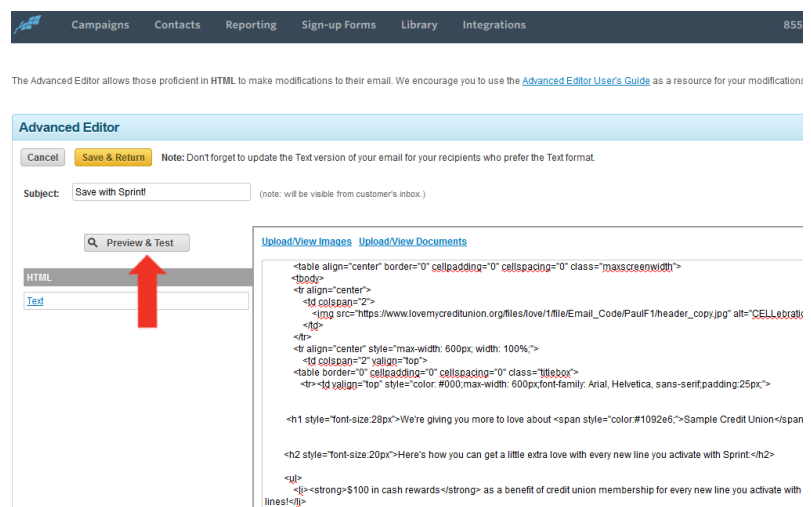 Campaigns Contacts Reporting Sign-up Forms Library Integrations 855
The Advanced Editor allows those proficient in HTML to make modifications to their email. We encourage you to use the Advanced Editor User's Guide as a resource for your modifications
Advanced Editor
Cancel Save & Return Note: Don't forget to update the Text version of your email for your recipients who prefer the Text format.
Subject: Save with Sprint! (note: will be visible from customer's inbox.)
Preview & Test
HTML
Text
Upload/View Images Upload/View Documents
<table align="center" border="0" cellpadding="0" cellspacing="0" class="maxscreenwidth">
<tbody>
<tr align="center">
<td colspan="2">
<img src="https://www.lovemycreditunion.org/files/love/1/file/Email_Code/PaulF1/header_copy.jpg" alt="CELLebratio
</td>
</tr>
<tr align="center" style="max-width: 600px; width: 100%;">
<td colspan="2" valign="top">
<table border="0" cellpadding="0" cellspacing="0" class="titlebox">
<tr><td valign="top" style="color: #000;max-width: 600px;font-family: Arial, Helvetica, sans-serif;padding:25px;">
<h1 style="font-size:28px">We're giving you more to love about <span style="color:#1092e6;">Sample Credit Union</span
<h2 style="font-size:20px">Here's how you can get a little extra love with every new line you activate with Sprint:</h2>
<ul>
<li><strong>$100 in cash rewards</strong> as a benefit of credit union membership for every new line you activate with
lines!</li>